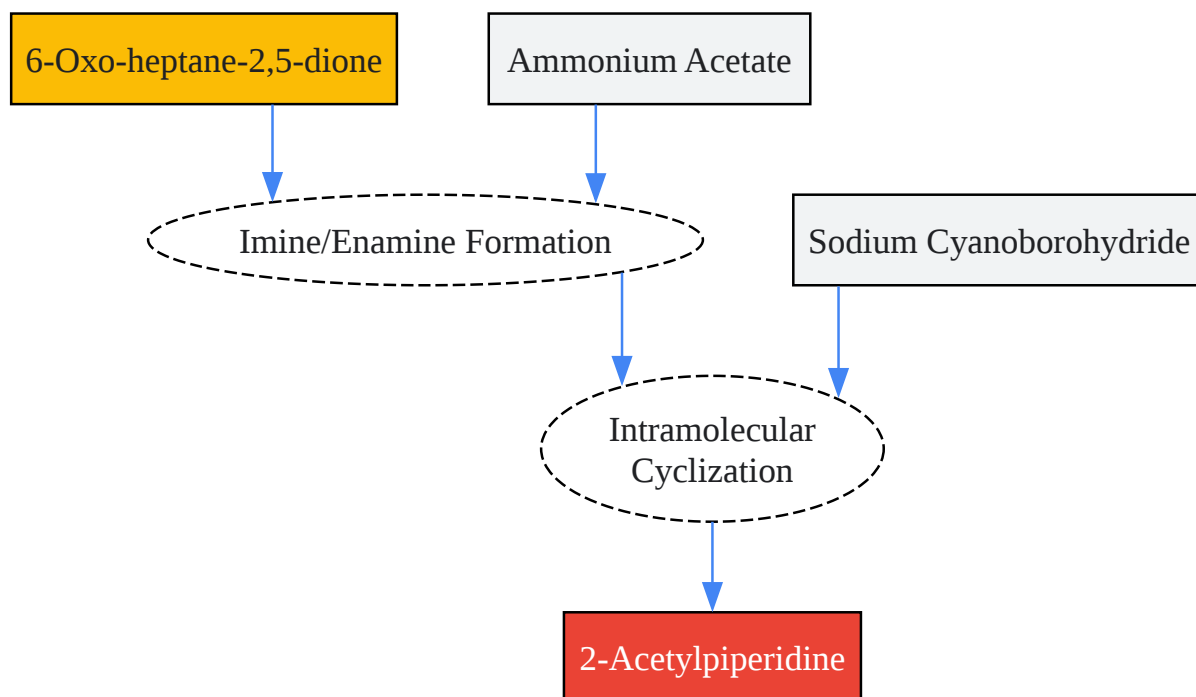 6-Oxo-heptane-2,5-dione
Ammonium Acetate
Imine/Enamine Formation
Sodium Cyanoborohydride
Intramolecular
Cyclization
2-Acetylpiperidine